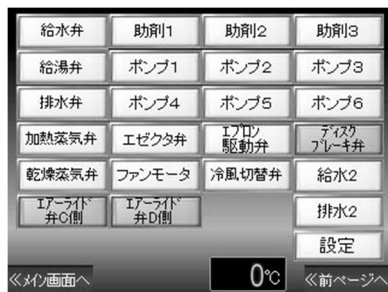 給水弁 助剤1 助剤2 助剤3
給湯弁 ポンプ1 ポンプ2 ポンプ3
排水弁 ポンプ4 ポンプ5 ポンプ6
加熱蒸気弁 エゼクタ弁 エプロン駆動弁 ディスクブレーキ弁
乾燥蒸気弁 ファンモータ 冷風切替弁 給水2
エアーライド弁C側 エアーライド弁D側 排水2
設定
≪メイン画面へ 0℃ ≪前ページへ